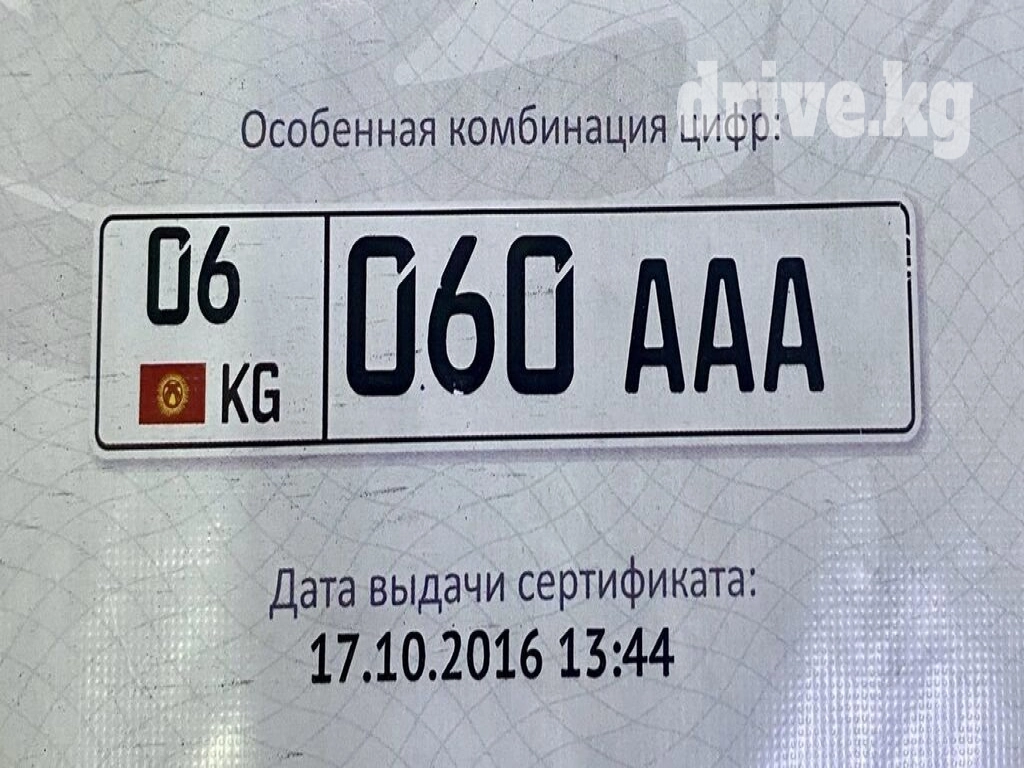 drive.kg
Особенная комбинация цифр:
06 060 AAA
KG
Дата выдачи сертификата:
17.10.2016 13:44